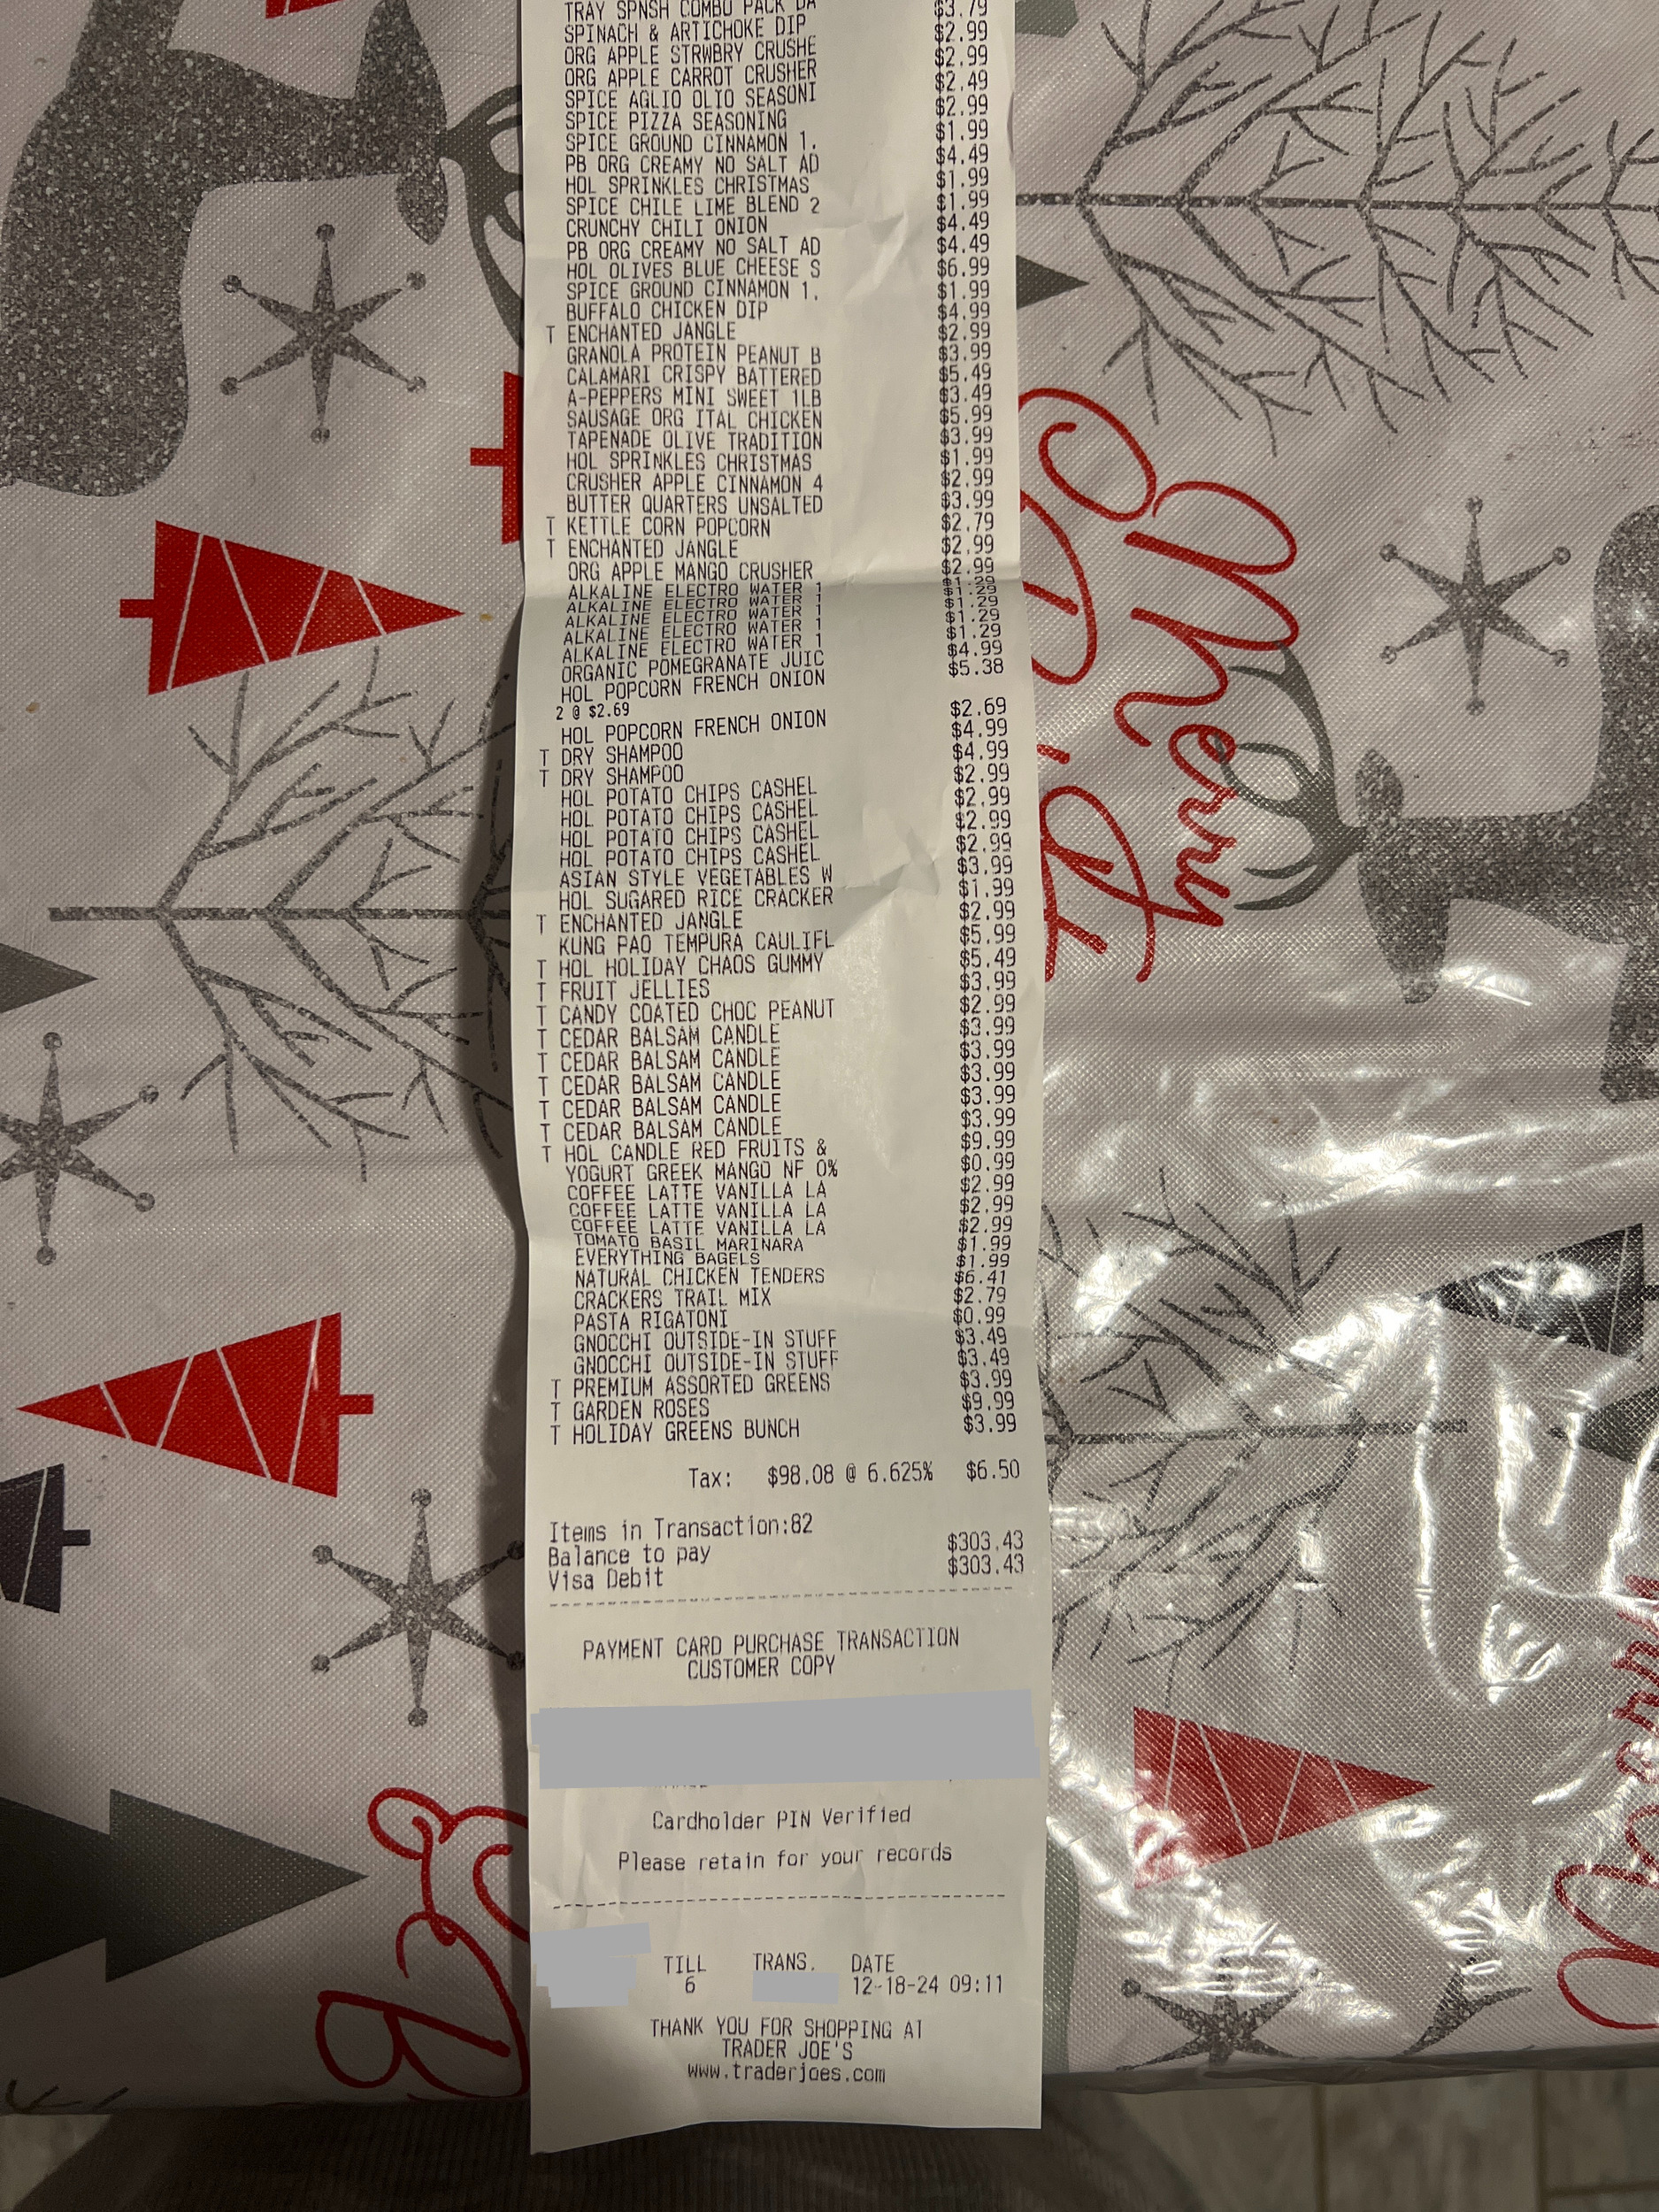 TRAY SPNSH COMBO PACK DA
SPINACH & ARTICHOKE DIP $3.79
ORG APPLE STRWBRY CRUSHE $2.99
ORG APPLE CARROT CRUSHER $2.99
SPICE AGLIO OLIO SEASONI $2.49
SPICE PIZZA SEASONING $2.99
SPICE GROUND CINNAMON 1. $1.99
PB ORG CREAMY NO SALT AD $4.49
HOL SPRINKLES CHRISTMAS $1.99
SPICE CHILE LIME BLEND 2 $1.99
CRUNCHY CHILI ONION $4.49
PB ORG CREAMY NO SALT AD $4.49
HOL OLIVES BLUE CHEESE S $6.99
SPICE GROUND CINNAMON 1. $1.99
BUFFALO CHICKEN DIP $4.99
T ENCHANTED JANGLE $2.99
GRANOLA PROTEIN PEANUT B $3.99
CALAMARI CRISPY BATTERED $5.49
A-PEPPERS MINI SWEET 1LB $3.49
SAUSAGE ORG ITAL CHICKEN $5.99
TAPENADE OLIVE TRADITION $3.99
HOL SPRINKLES CHRISTMAS $1.99
CRUSHER APPLE CINNAMON 4 $2.99
BUTTER QUARTERS UNSALTED $3.99
T KETTLE CORN POPCORN $2.79
T ENCHANTED JANGLE $2.99
ORG APPLE MANGO CRUSHER $2.99
ALKALINE ELECTRO WATER 1 $1.29
ALKALINE ELECTRO WATER 1 $1.29
ALKALINE ELECTRO WATER 1 $1.29
ALKALINE ELECTRO WATER 1 $1.29
ALKALINE ELECTRO WATER 1 $1.29
ORGANIC POMEGRANATE JUIC $4.99
HOL POPCORN FRENCH ONION $5.38
2 @ $2.69
HOL POPCORN FRENCH ONION $2.69
T DRY SHAMPOO $4.99
T DRY SHAMPOO $4.99
HOL POTATO CHIPS CASHEL $2.99
HOL POTATO CHIPS CASHEL $2.99
HOL POTATO CHIPS CASHEL $2.99
HOL POTATO CHIPS CASHEL $2.99
ASIAN STYLE VEGETABLES W $3.99
HOL SUGARED RICE CRACKER $1.99
T ENCHANTED JANGLE $2.99
KUNG PAO TEMPURA CAULIFL $5.99
T HOL HOLIDAY CHAOS GUMMY $5.49
T FRUIT JELLIES $3.99
T CANDY COATED CHOC PEANUT $2.99
T CEDAR BALSAM CANDLE $3.99
T CEDAR BALSAM CANDLE $3.99
T CEDAR BALSAM CANDLE $3.99
T CEDAR BALSAM CANDLE $3.99
T CEDAR BALSAM CANDLE $3.99
T HOL CANDLE RED FRUITS & $9.99
YOGURT GREEK MANGO NF 0% $0.99
COFFEE LATTE VANILLA LA $2.99
COFFEE LATTE VANILLA LA $2.99
COFFEE LATTE VANILLA LA $2.99
TOMATO BASIL MARINARA $1.99
EVERYTHING BAGELS $1.99
NATURAL CHICKEN TENDERS $6.41
CRACKERS TRAIL MIX $2.79
PASTA RIGATONI $0.99
GNOCCHI OUTSIDE-IN STUFF $3.49
GNOCCHI OUTSIDE-IN STUFF $3.49
T PREMIUM ASSORTED GREENS $3.99
T GARDEN ROSES $9.99
T HOLIDAY GREENS BUNCH $3.99
Tax: $98.08 @ 6.625% $6.50
Items in Transaction:82
Balance to pay $303.43
Visa Debit $303.43
PAYMENT CARD PURCHASE TRANSACTION
CUSTOMER COPY
Cardholder PIN Verified
Please retain for your records
TILL TRANS. DATE
6 12-18-24 09:11
THANK YOU FOR SHOPPING AT
TRADER JOE'S
www.traderjoes.com
Merry